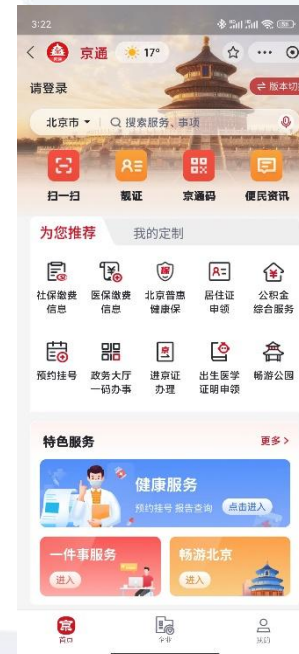 3:22
京通 17°
请登录
版本切
北京市 搜索服务、事项
扫一扫 亮证 京通码 便民资讯
为您推荐 我的定制
社保缴费 医保缴费 北京普惠 居住证 公积金
信息 信息 健康保 申领 综合服务
预约挂号 政务大厅 进京证 出生医学 畅游公园
一码办事 办理 证明申领
特色服务 更多>
健康服务
预约挂号 报告查询 点击进入
一件事服务 畅游北京
进入 进入
首页 企业 我的